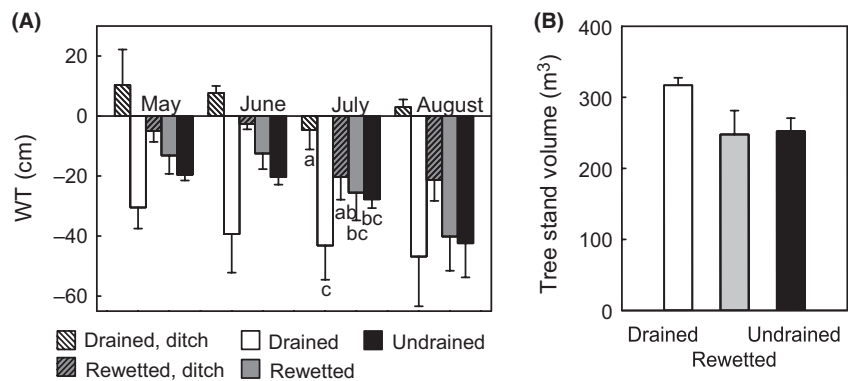 (A)
20
0
–20
–40
–60
WT (cm)
May June July August
a
ab
bc
bc
c
Drained, ditch Drained Undrained
Rewetted, ditch Rewetted
(B)
400
300
200
100
0
Tree stand volume (m³)
Drained Undrained
Rewetted